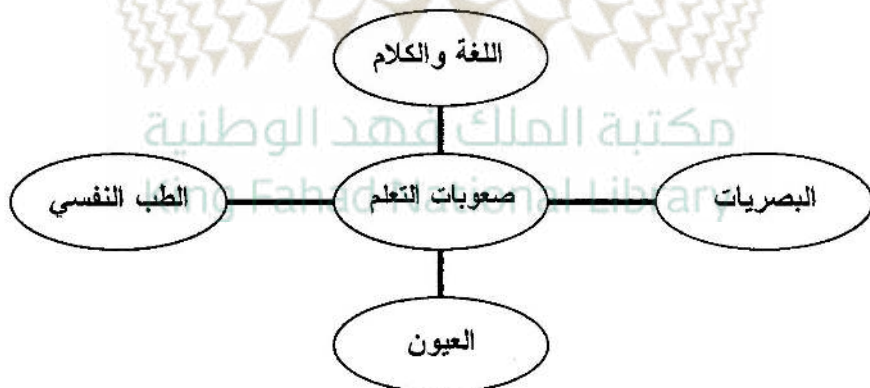 اللغة والكلام
مكتبة الملك فهد الوطنية
البصريات
صعوبات التعلم
الطب النفسي
King Fahad National Library
العيون